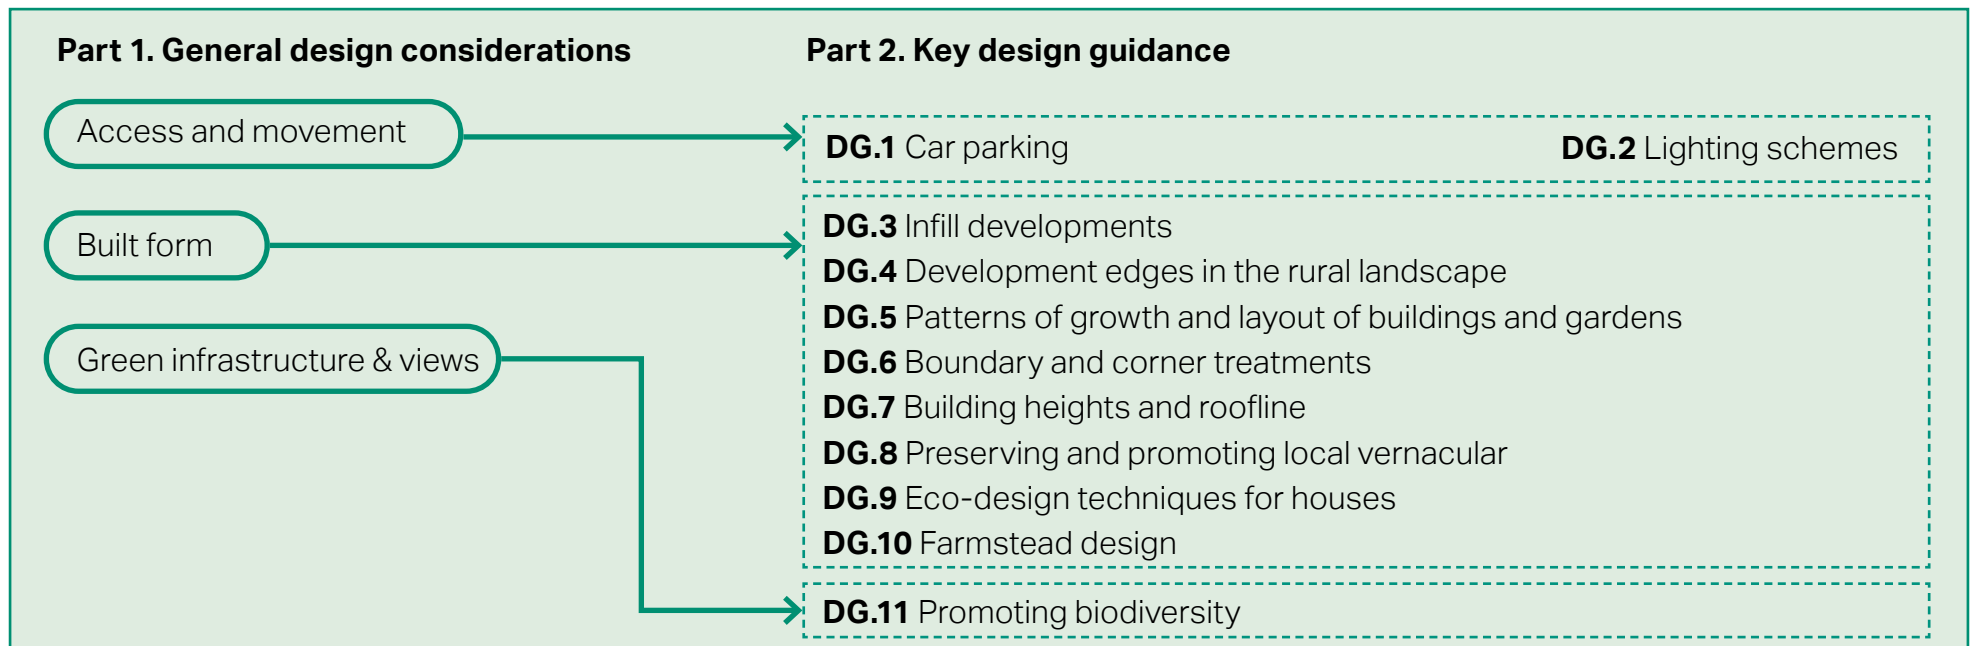 Part 1. General design considerations
Part 2. Key design guidance
Access and movement
DG.1 Car parking
DG.2 Lighting schemes
Built form
DG.3 Infill developments
DG.4 Development edges in the rural landscape
DG.5 Patterns of growth and layout of buildings and gardens
DG.6 Boundary and corner treatments
DG.7 Building heights and roofline
DG.8 Preserving and promoting local vernacular
DG.9 Eco-design techniques for houses
DG.10 Farmstead design
Green infrastructure & views
DG.11 Promoting biodiversity